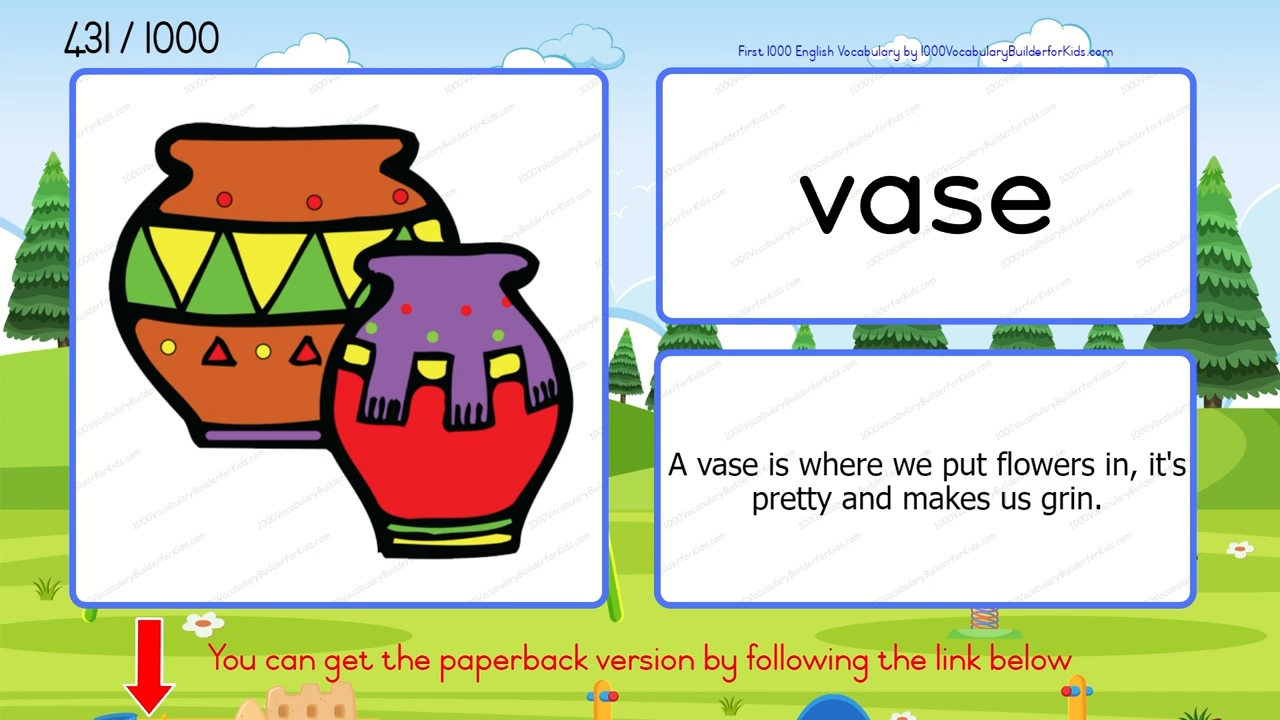 431 / 1000
First 1000 English Vocabulary by 1000VocabularyBuilderforKids.com
vase
A vase is where we put flowers in, it's
pretty and makes us grin.
You can get the paperback version by following the link below